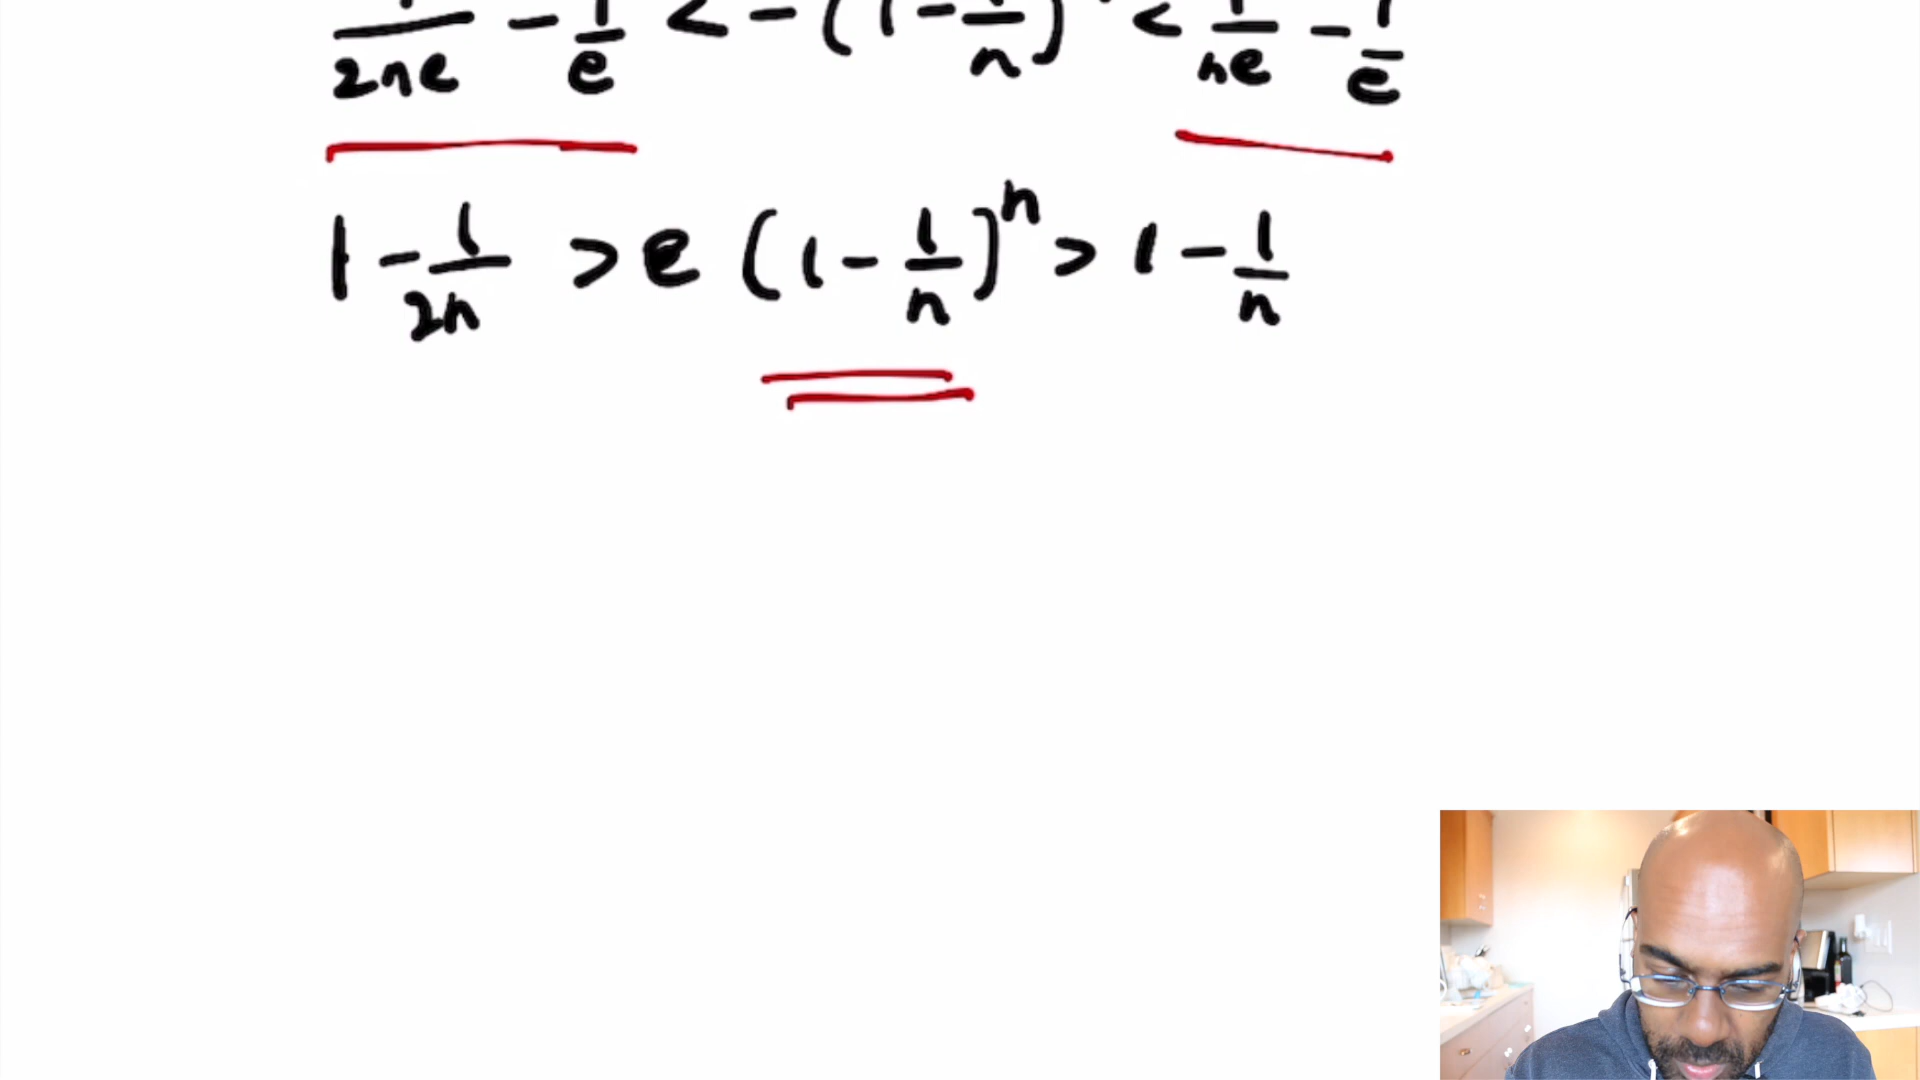 1/2ne - 1/e < - (1 - 1/n)^n < 1/ne - 1/e
1 - 1/2n > e (1 - 1/n)^n > 1 - 1/n